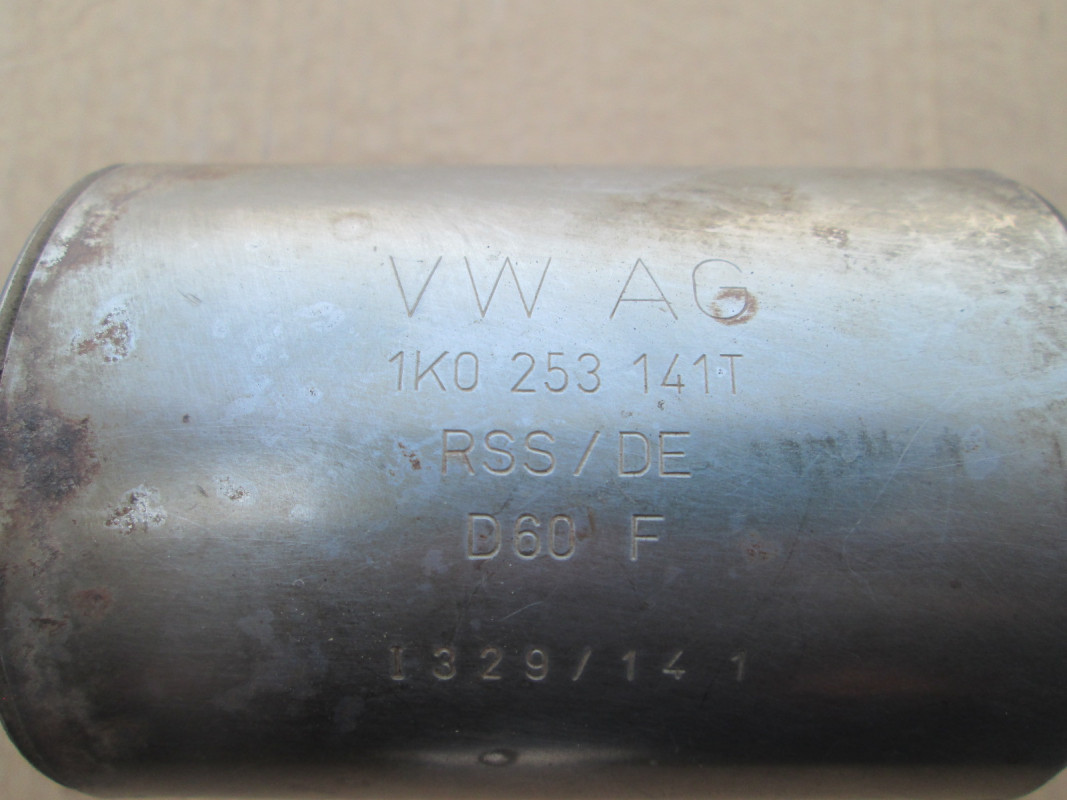 VW AG
1K0 253 141T
RSS/DE
D60 F
I 329/14 1